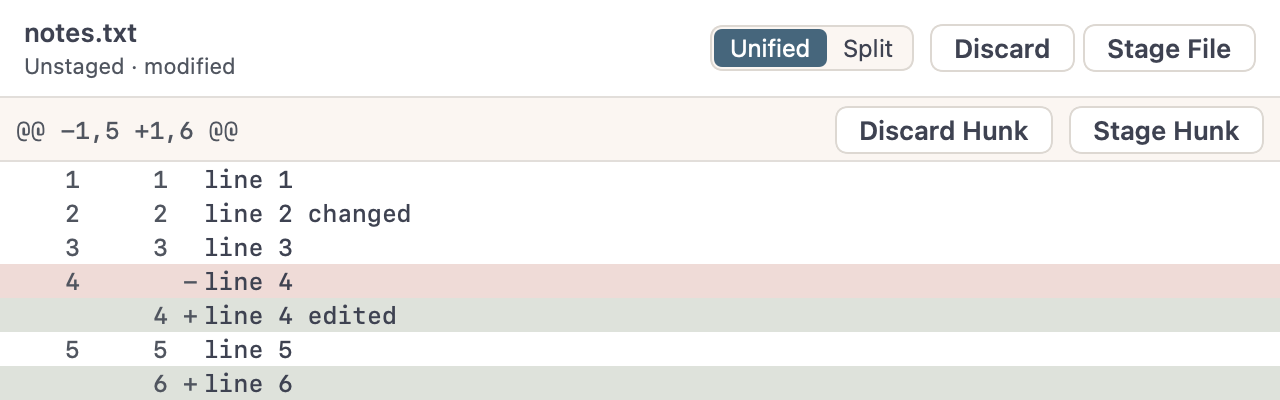 notes.txt
Unstaged · modified
Unified Split Discard Stage File
@@ −1,5 +1,6 @@ Discard Hunk Stage Hunk
1 1 line 1
2 2 line 2 changed
3 3 line 3
4 −line 4
4 +line 4 edited
5 5 line 5
6 +line 6